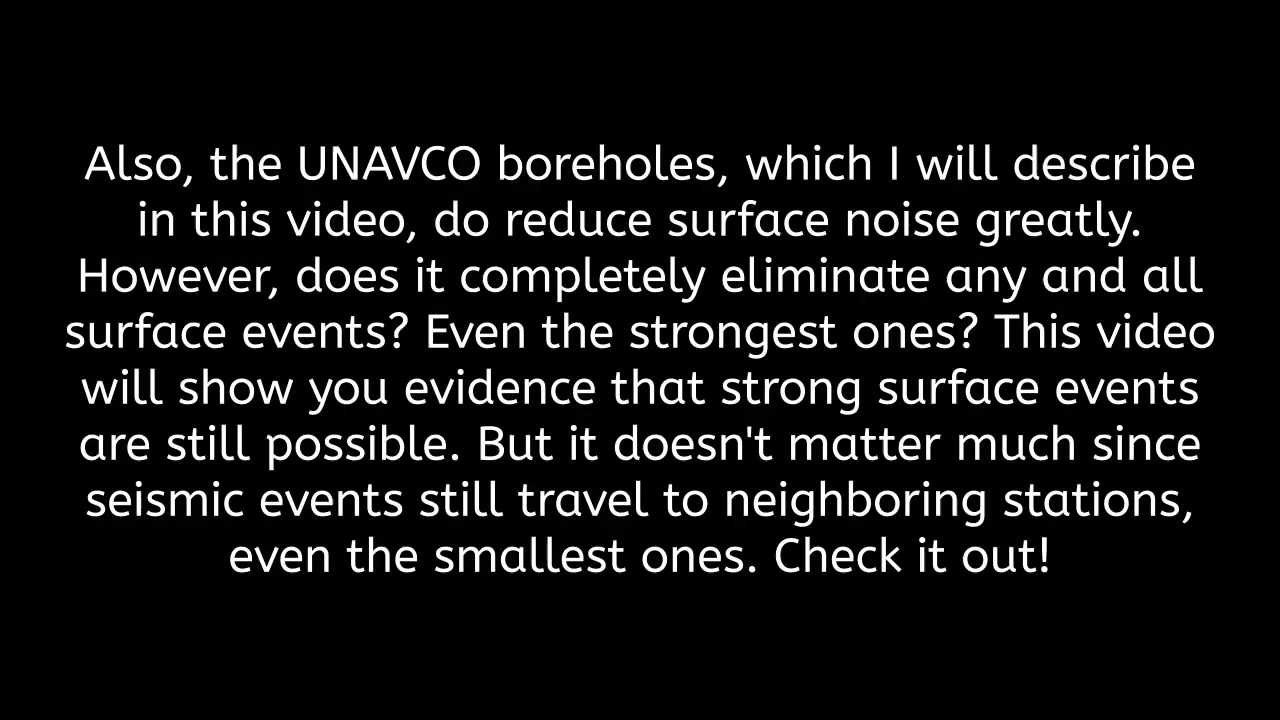 Also, the UNAVCO boreholes, which I will describe
in this video, do reduce surface noise greatly.
However, does it completely eliminate any and all
surface events? Even the strongest ones? This video
will show you evidence that strong surface events
are still possible. But it doesn't matter much since
seismic events still travel to neighboring stations,
even the smallest ones. Check it out!